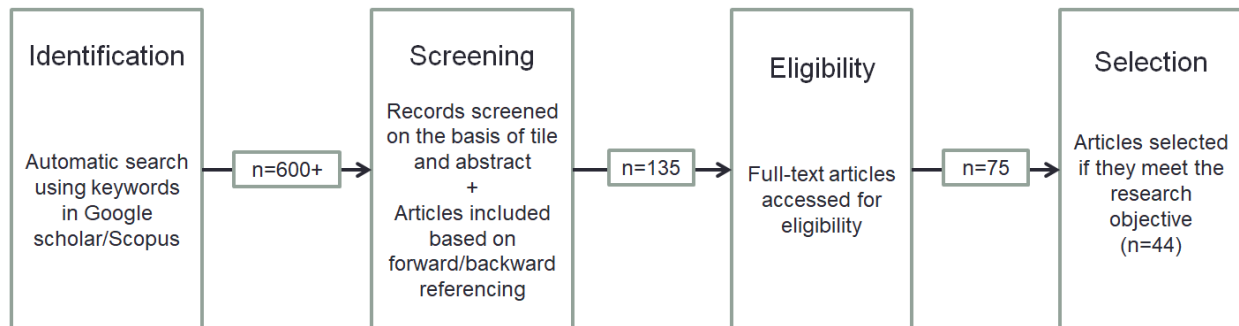 Identification
Automatic search
using keywords
in Google
scholar/Scopus
n=600+
Screening
Records screened
on the basis of tile
and abstract
+
Articles included
based on
forward/backward
referencing
n=135
Eligibility
Full-text articles
accessed for
eligibility
n=75
Selection
Articles selected
if they meet the
research
objective
(n=44)